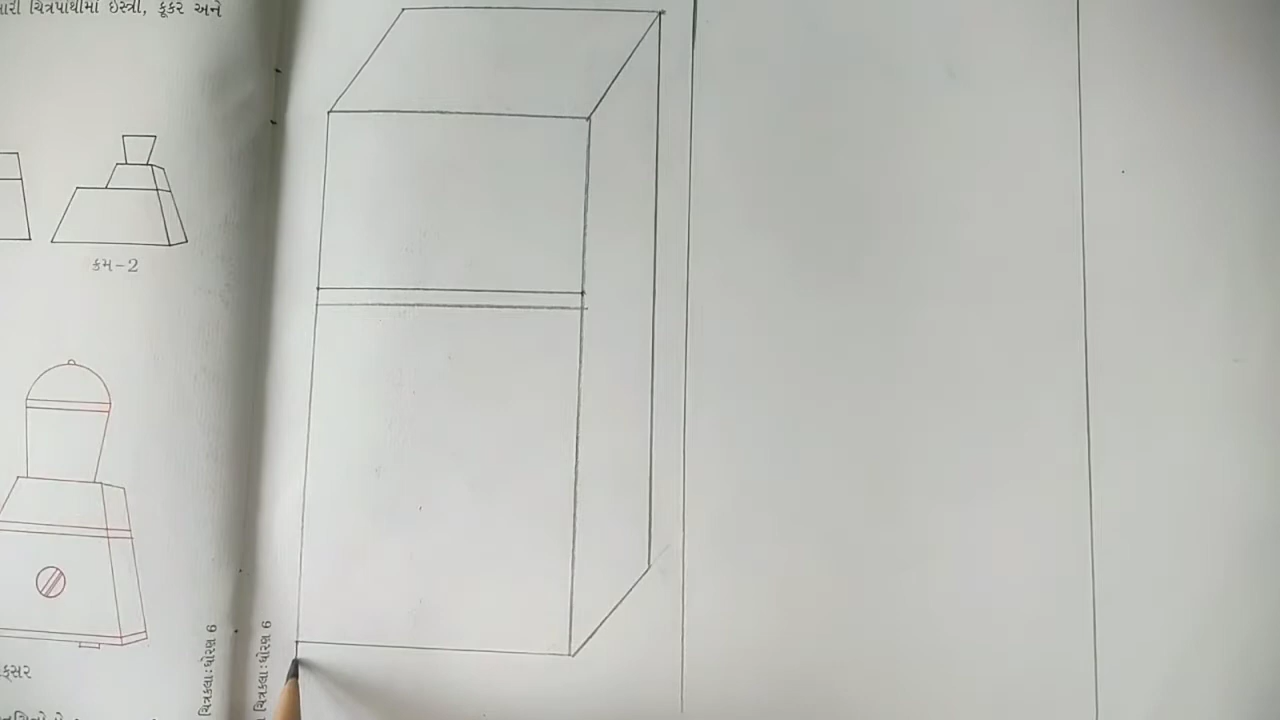 ચિત્રપોથીમાં ઇસ્ત્રી, કૂકર અને
ક્રમ-2
ચિત્રકલા : ધોરણ 6
ચિત્રકલા : ધોરણ 6